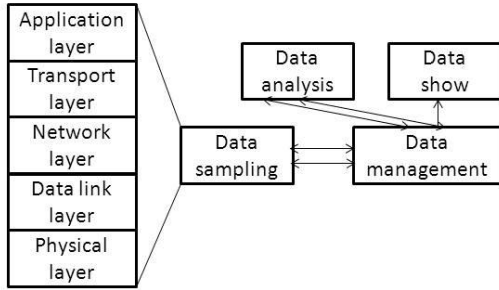 Application
layer
Transport
layer
Network
layer
Data link
layer
Physical
layer
Data
sampling
Data
analysis
Data
show
Data
management